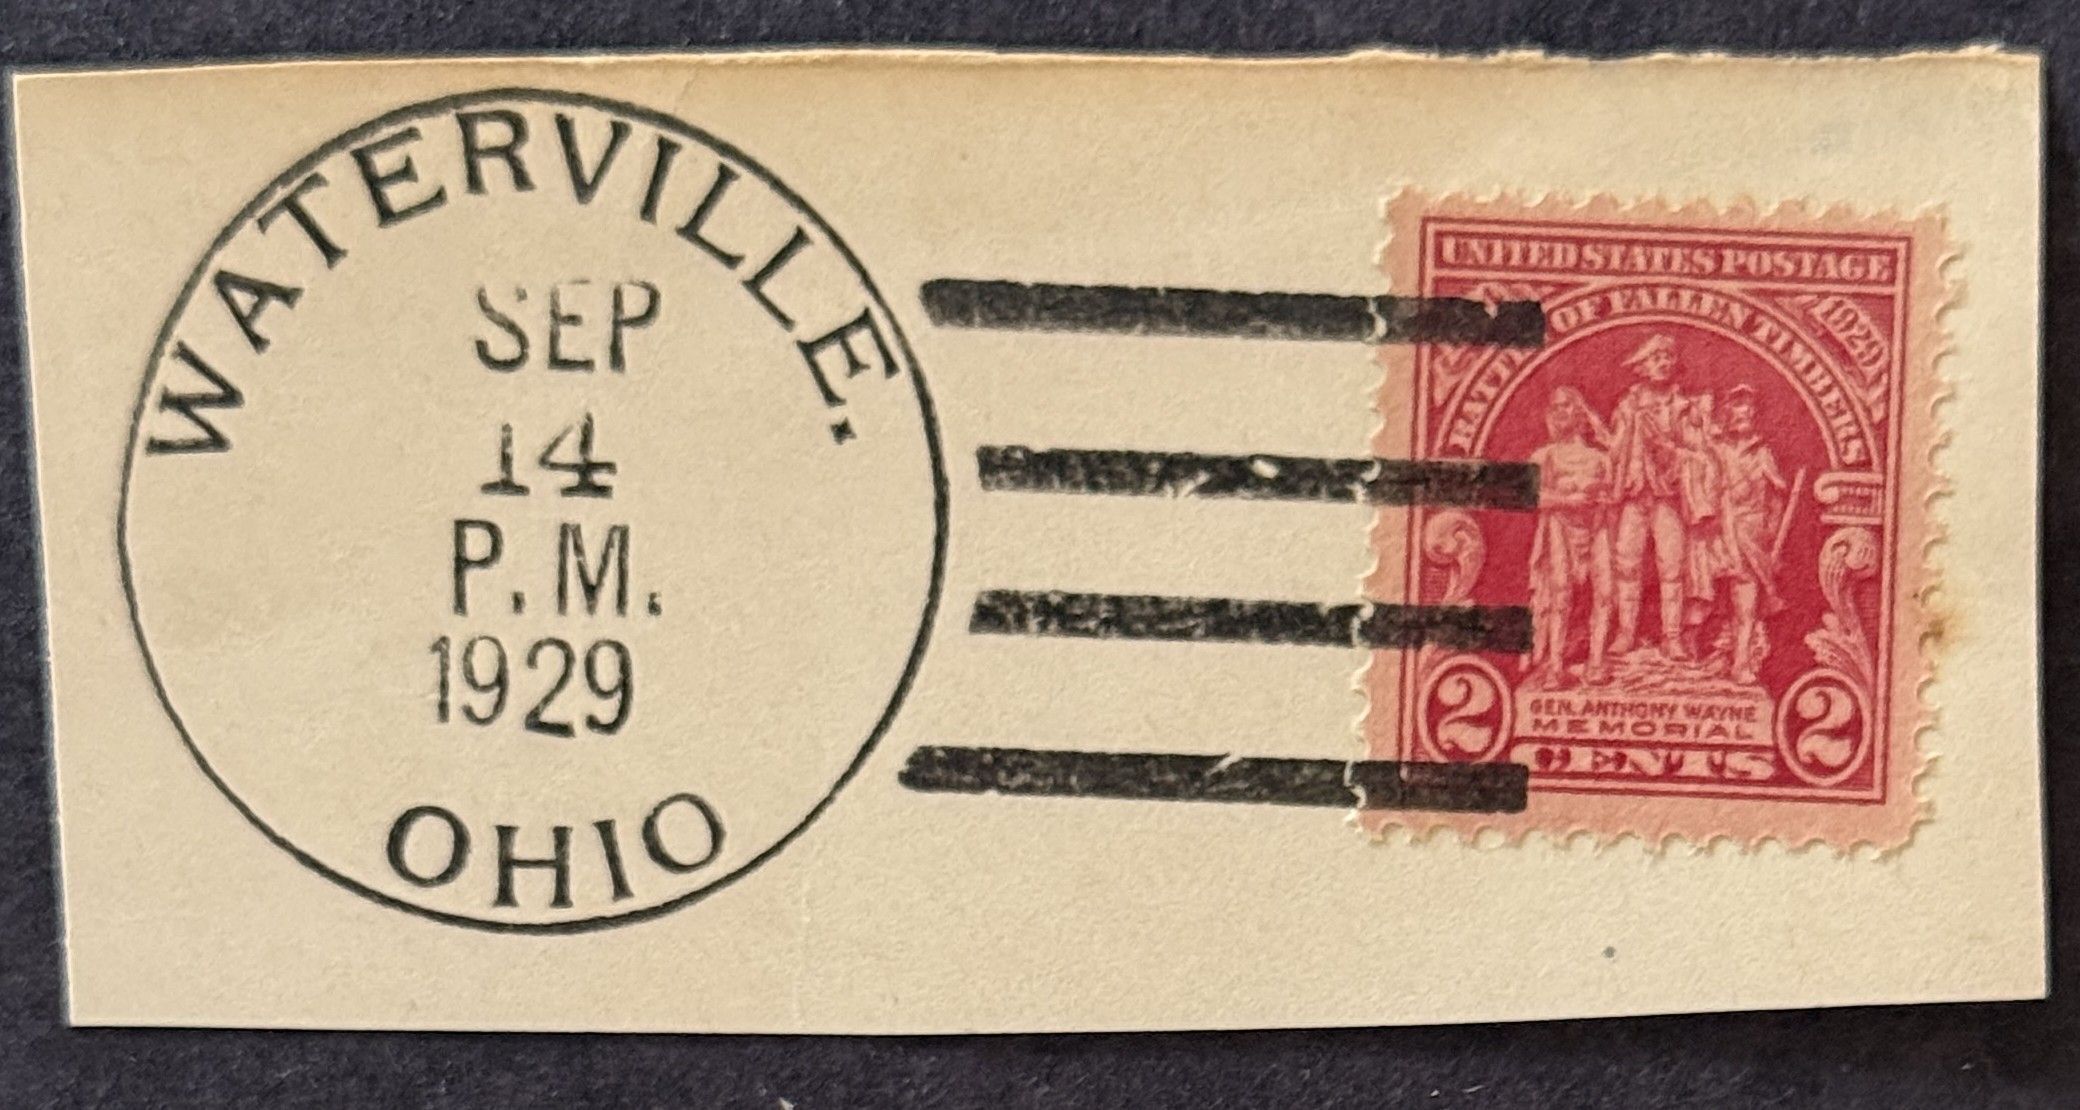 WATERVILLE.
SEP
14
P.M.
1929
OHIO
UNITED STATES POSTAGE
BATTLE OF FALLEN TIMBERS
1929
GEN. ANTHONY WAYNE
MEMORIAL
2 CENTS 2